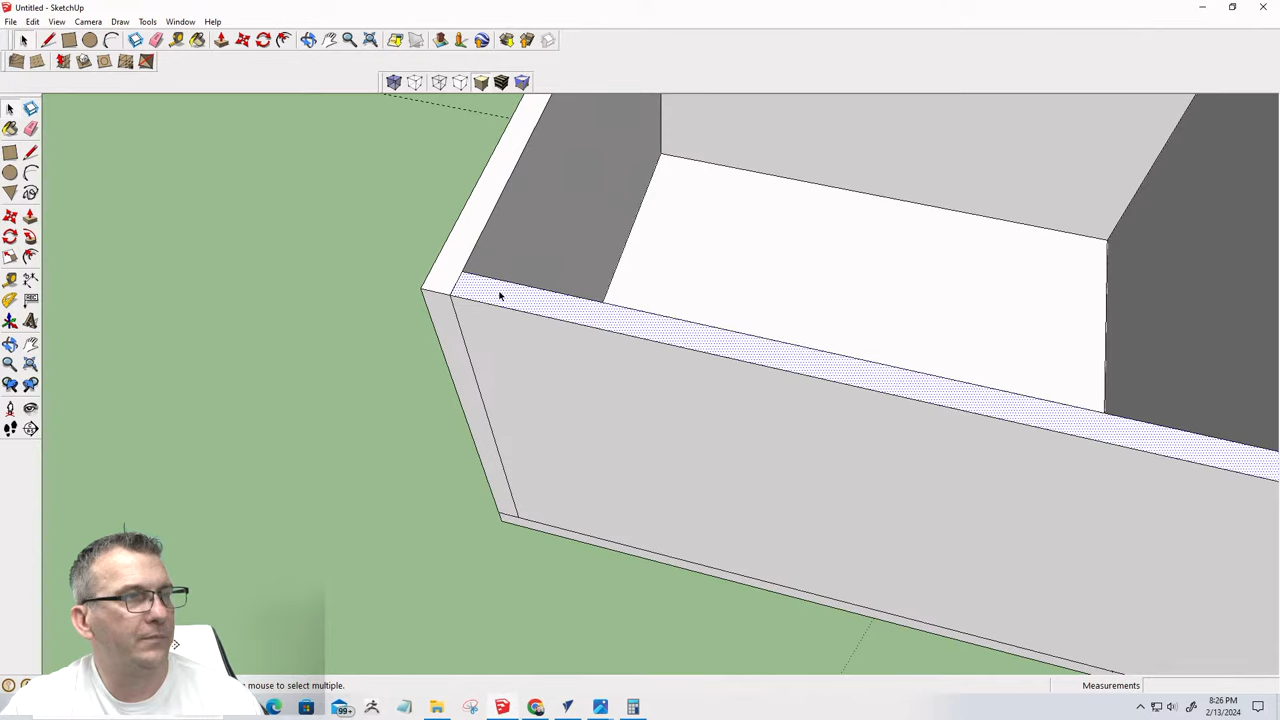 Untitled - SketchUp
File Edit View Camera Draw Tools Window Help
mouse to select multiple.
Measurements
99+
8:26 PM
2/13/2024